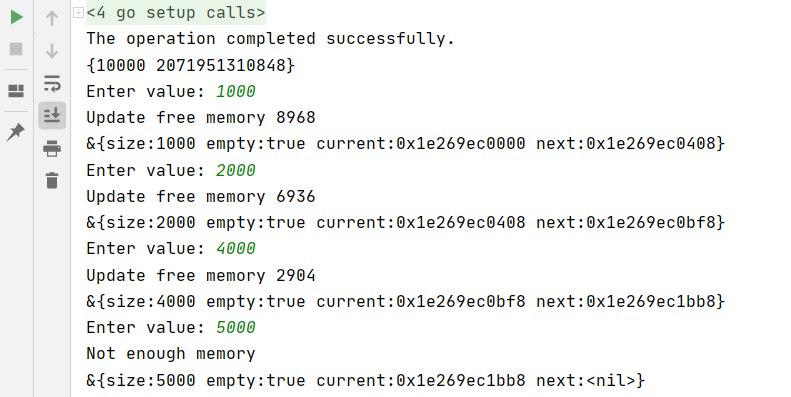 <4 go setup calls>
The operation completed successfully.
{10000 2071951310848}
Enter value: 1000
Update free memory 8968
&{size:1000 empty:true current:0x1e269ec0000 next:0x1e269ec0408}
Enter value: 2000
Update free memory 6936
&{size:2000 empty:true current:0x1e269ec0408 next:0x1e269ec0bf8}
Enter value: 4000
Update free memory 2904
&{size:4000 empty:true current:0x1e269ec0bf8 next:0x1e269ec1bb8}
Enter value: 5000
Not enough memory
&{size:5000 empty:true current:0x1e269ec1bb8 next:<nil>}